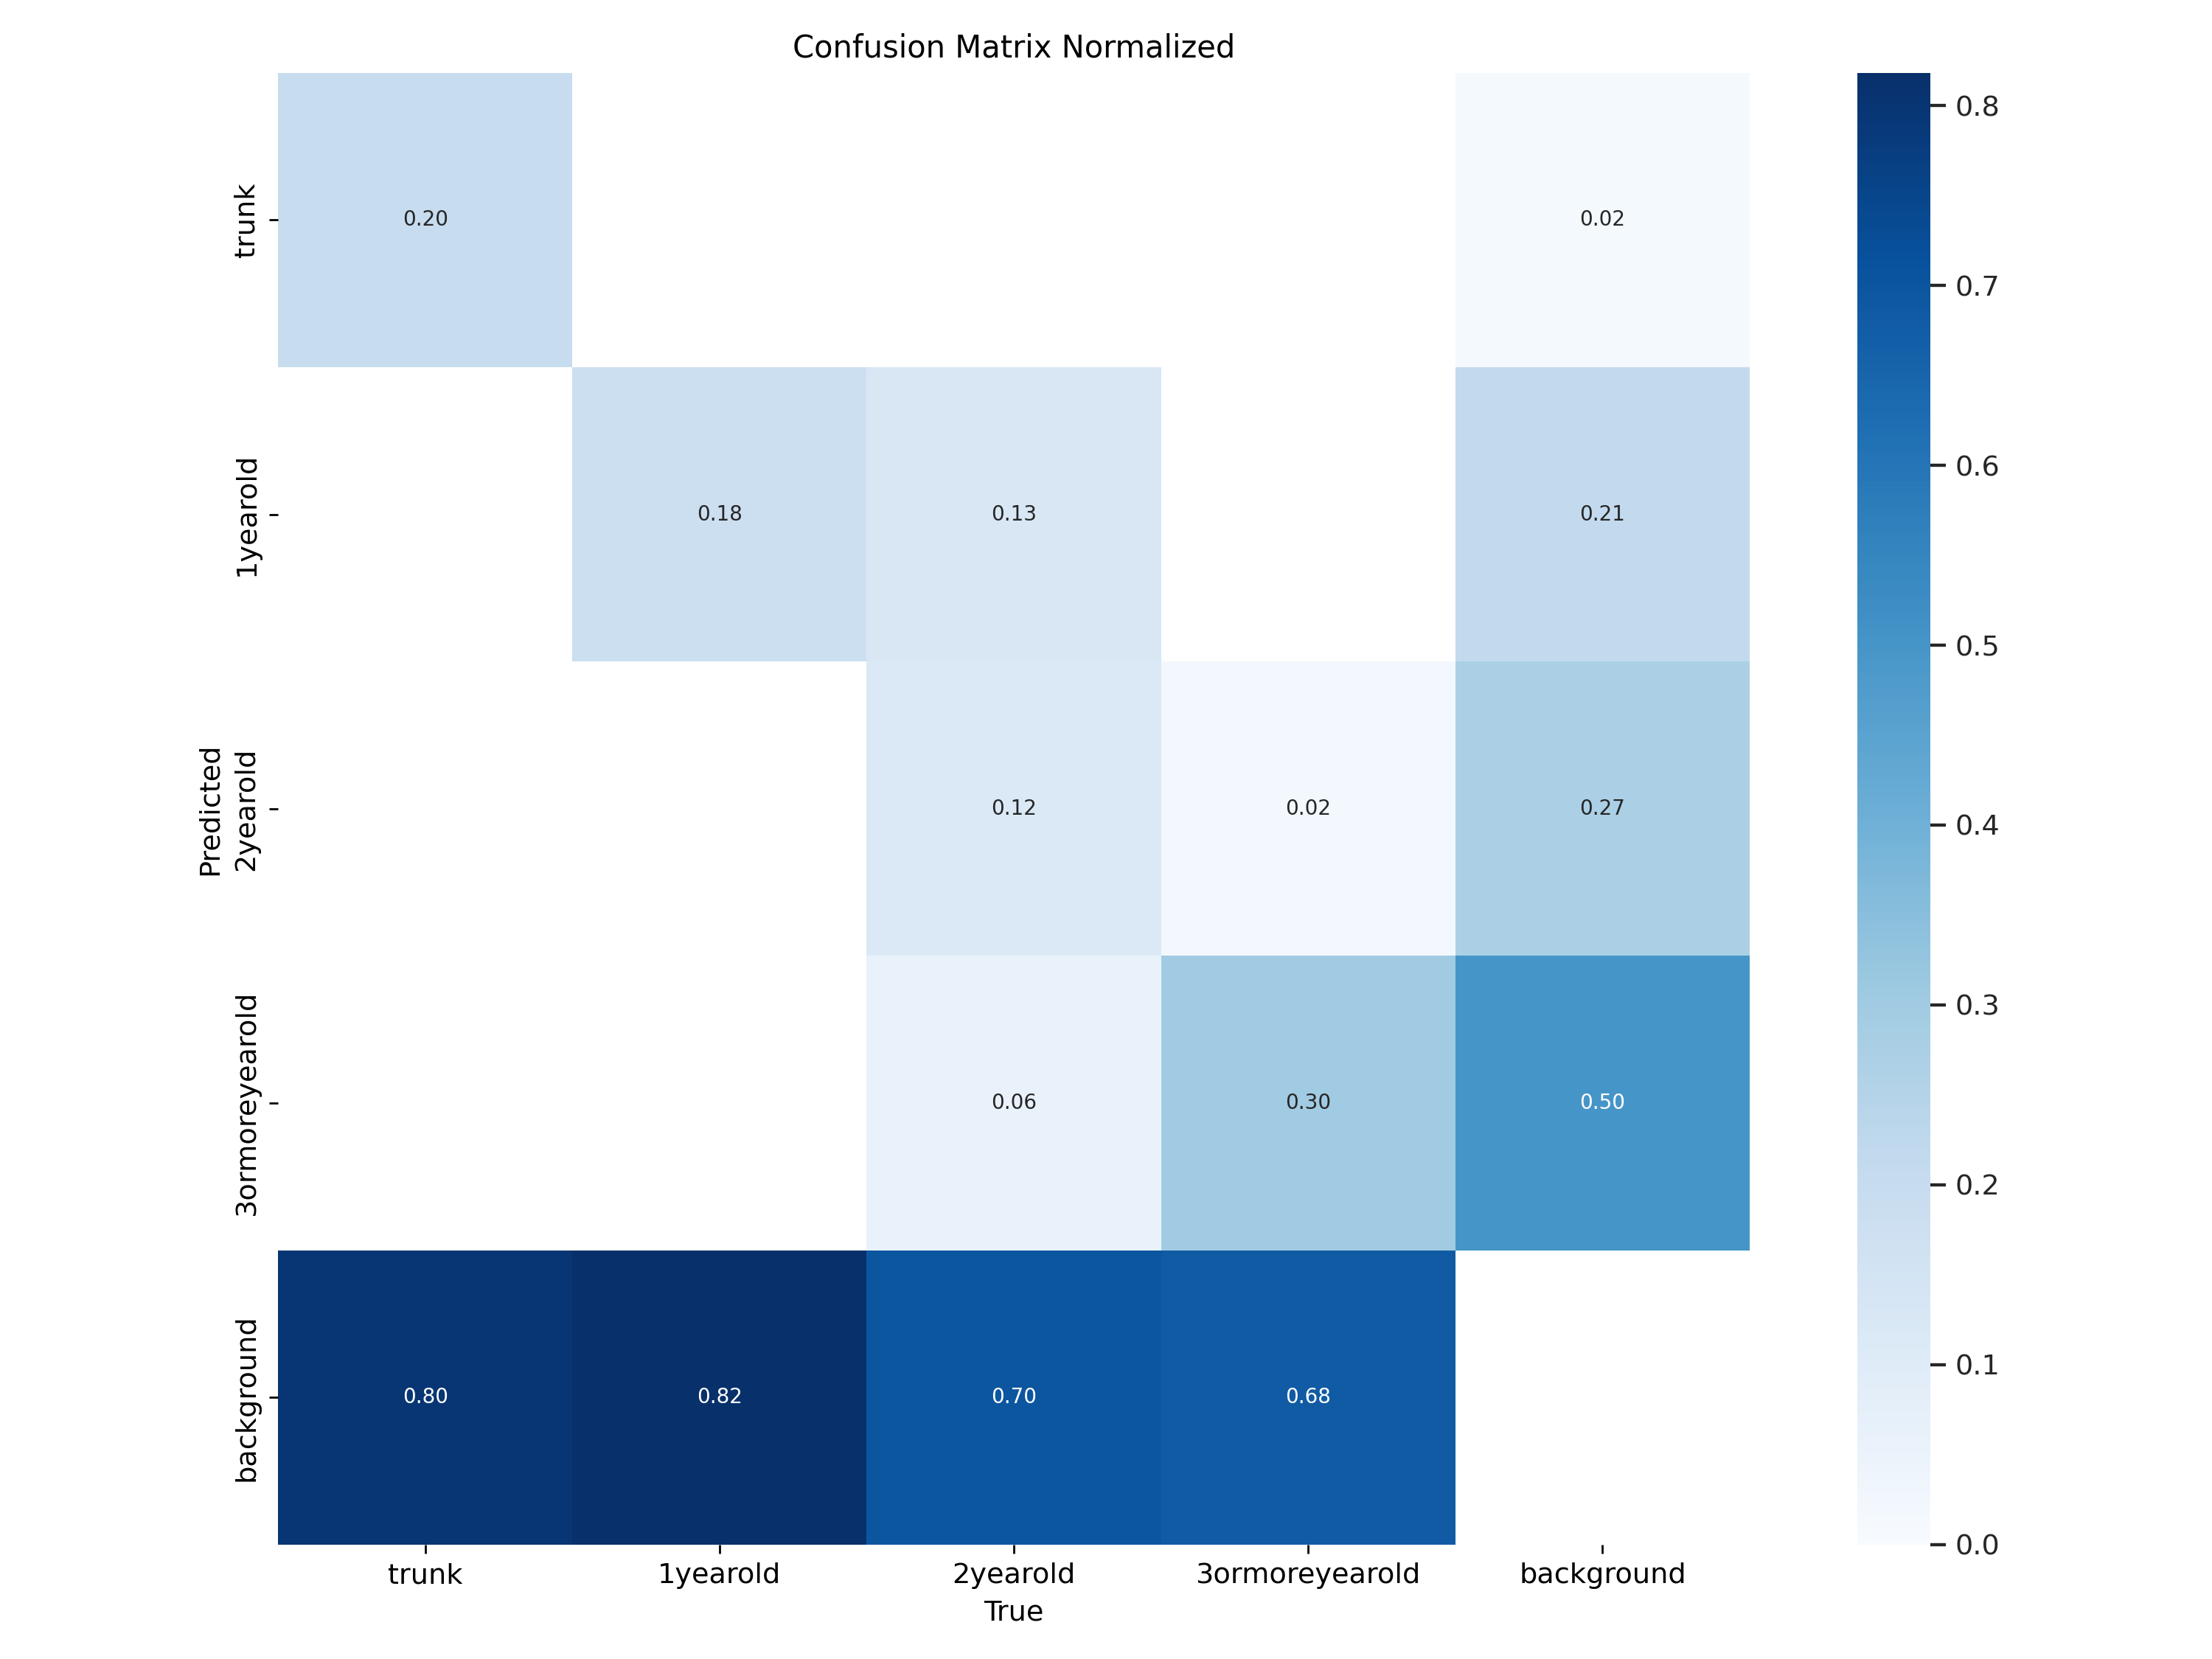 Confusion Matrix Normalized
trunk
1yearold
2yearold
3ormoreyearold
background
Predicted
0.20
0.02
0.18
0.13
0.21
0.12
0.02
0.27
0.06
0.30
0.50
0.80
0.82
0.70
0.68
trunk
1yearold
2yearold
3ormoreyearold
background
True
0.8
0.7
0.6
0.5
0.4
0.3
0.2
0.1
0.0